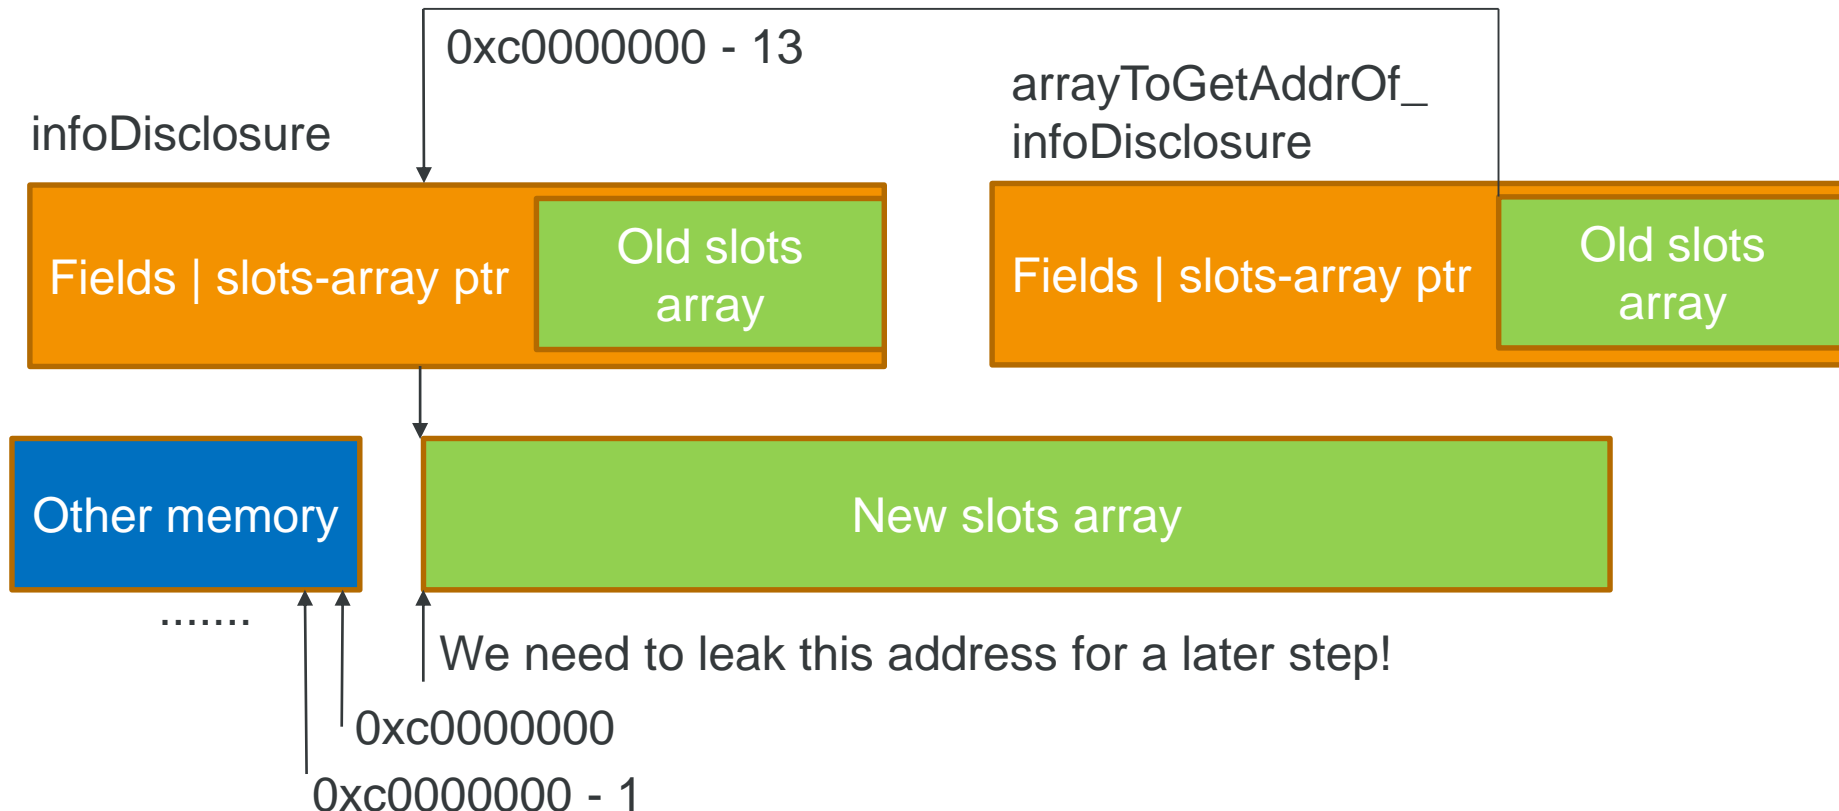 0xc0000000 - 13
arrayToGetAddrOf_
infoDisclosure
infoDisclosure
Fields | slots-array ptr
Old slots
array
Fields | slots-array ptr
Old slots
array
Other memory
New slots array
.......
We need to leak this address for a later step!
0xc0000000
0xc0000000 - 1